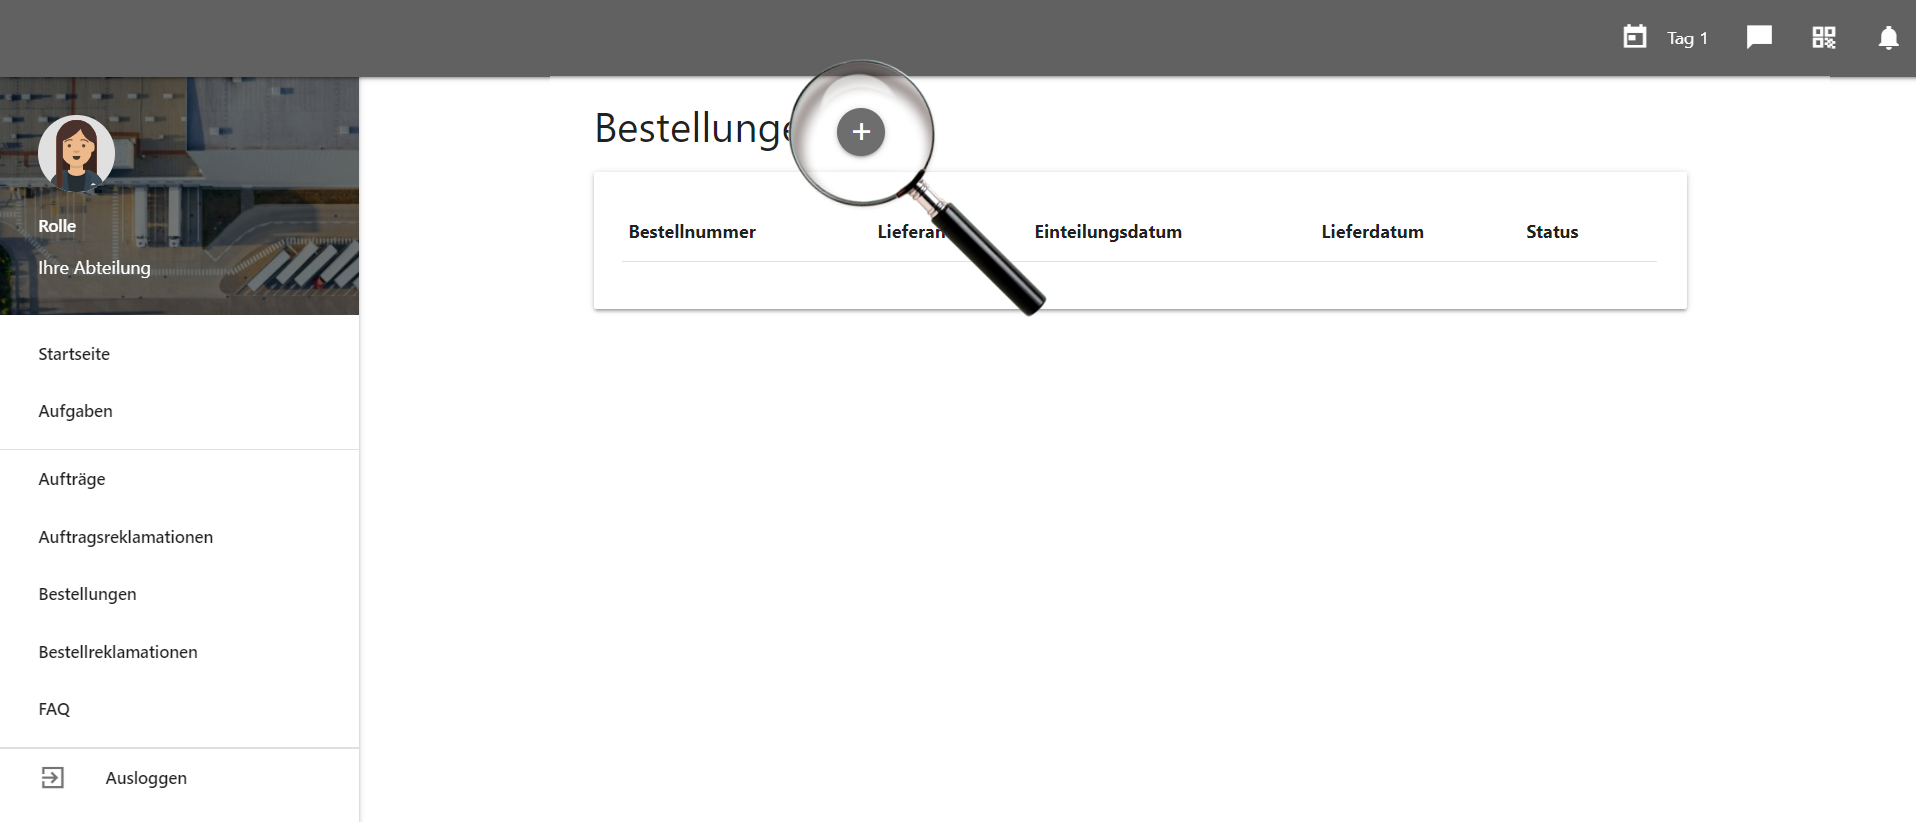 Tag 1
Rolle
Ihre Abteilung
Startseite
Aufgaben
Aufträge
Auftragsreklamationen
Bestellungen
Bestellreklamationen
FAQ
Ausloggen
Bestellunge
Bestellnummer Lieferan Einteilungsdatum Lieferdatum Status